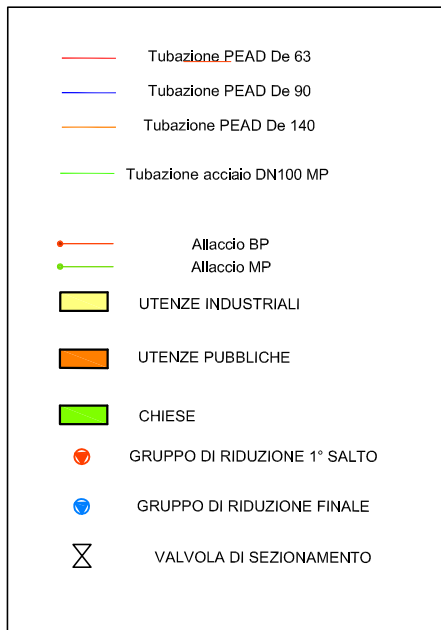 Tubazione PEAD De 63
Tubazione PEAD De 90
Tubazione PEAD De 140
Tubazione acciaio DN100 MP
Allaccio BP
Allaccio MP
UTENZE INDUSTRIALI
UTENZE PUBBLICHE
CHIESE
GRUPPO DI RIDUZIONE 1° SALTO
GRUPPO DI RIDUZIONE FINALE
VALVOLA DI SEZIONAMENTO